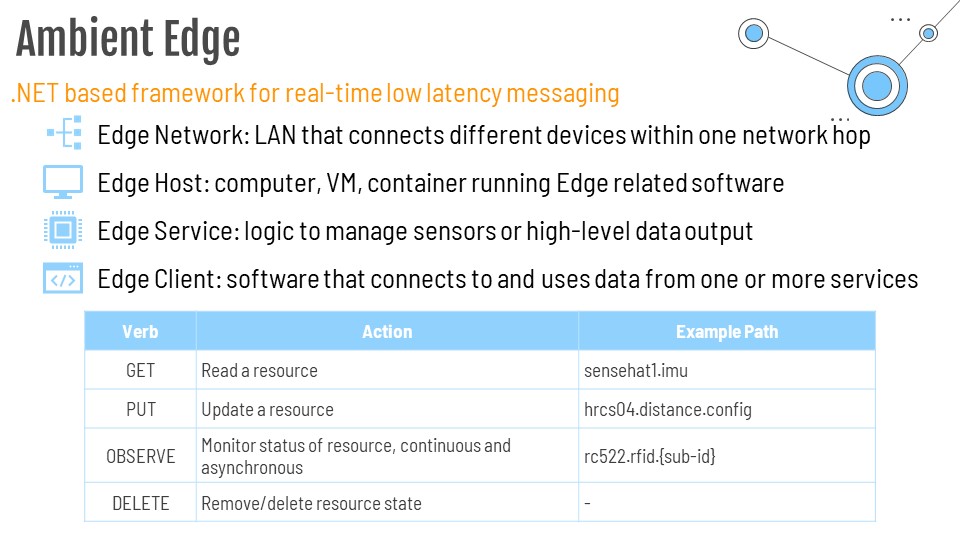 Ambient Edge
.NET based framework for real-time low latency messaging
Edge Network: LAN that connects different devices within one network hop
Edge Host: computer, VM, container running Edge related software
Edge Service: logic to manage sensors or high-level data output
</>
Edge Client: software that connects to and uses data from one or more services
Verb Action Example Path
GET Read a resource sensehat1.imu
PUT Update a resource hrcs04.distance.config
OBSERVE Monitor status of resource, continuous and
asynchronous rc522.rfid.{sub-id}
DELETE Remove/delete resource state -